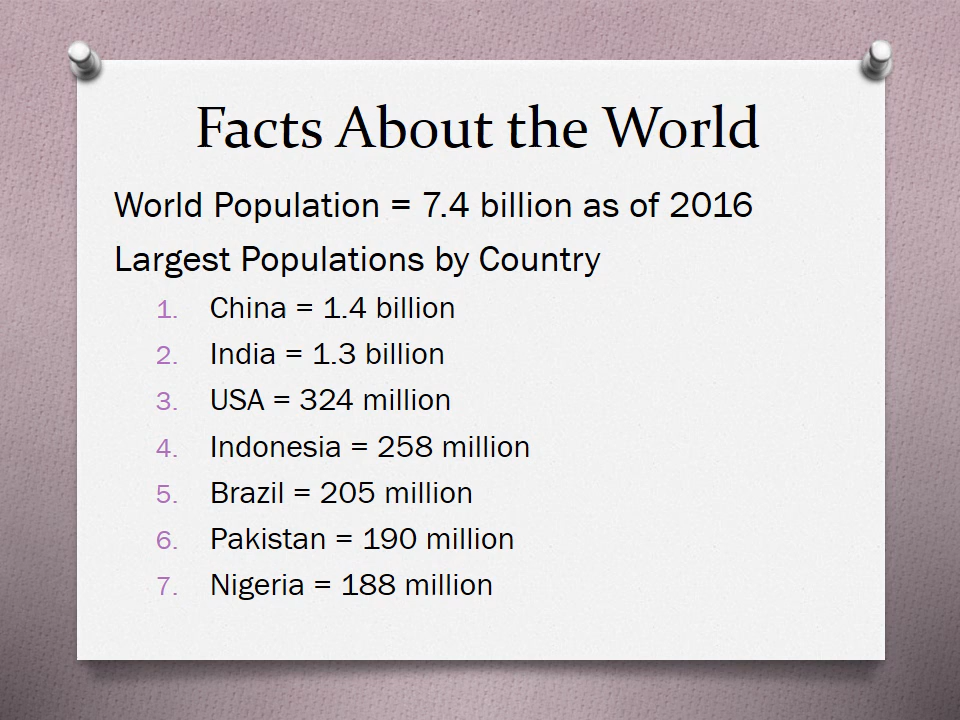 Facts About the World
World Population = 7.4 billion as of 2016
Largest Populations by Country
1. China = 1.4 billion
2. India = 1.3 billion
3. USA = 324 million
4. Indonesia = 258 million
5. Brazil = 205 million
6. Pakistan = 190 million
7. Nigeria = 188 million